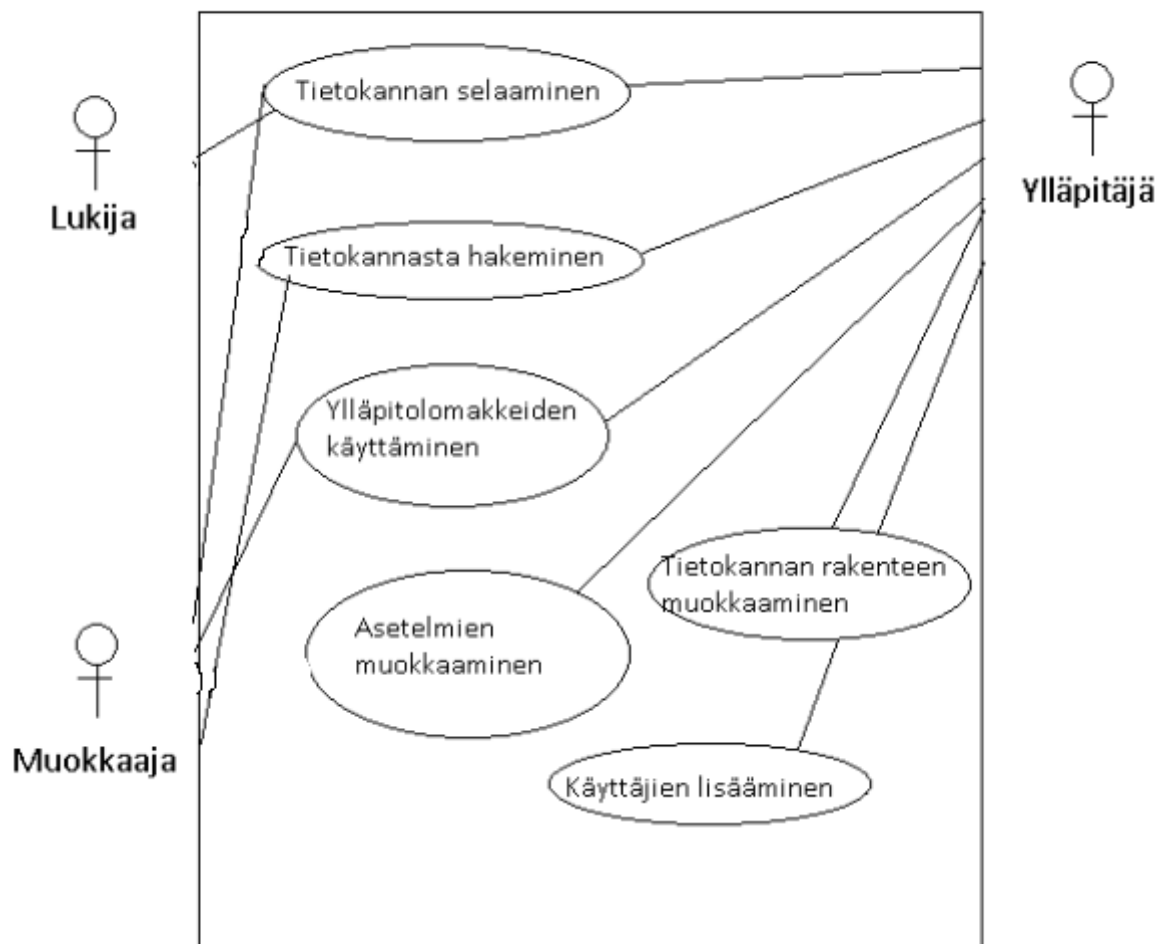 Tietokannan selaaminen
Lukija
Ylläpitäjä
Tietokannasta hakeminen
Ylläpitolomakkeiden
käyttäminen
Tietokannan rakenteen
muokkaaminen
Asetelmien
muokkaaminen
Muokkaaja
Käyttäjien lisääminen